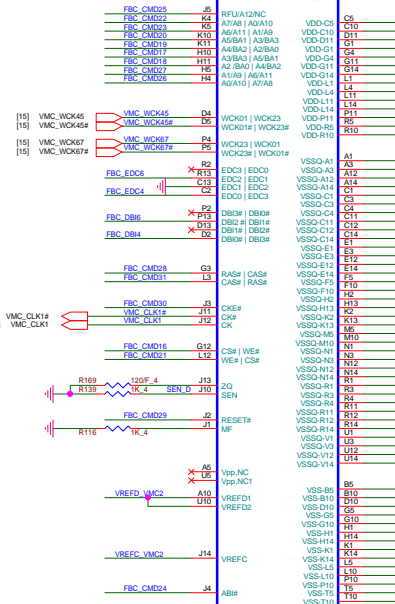 FBC_CMD25 J5 RFU/A12/NC
FBC_CMD22 K4 A7/A8 | A0/A10
FBC_CMD23 K5 A6/A11 | A1/A9
FBC_CMD20 K10 A5/BA1 | A3/BA3
FBC_CMD19 K11 A4/BA2 | A2/BA0
FBC_CMD17 H10 A3/BA3 | A5/BA1
FBC_CMD18 H11 A2 /BA0 | A4/BA2
FBC_CMD27 H5 A1/A9 | A6/A11
FBC_CMD26 H4 A0/A10 | A7/A8
[15] VMC_WCK45 VMC_WCK45 D4 WCK01 | WCK23
[15] VMC_WCK45# VMC_WCK45# D5 WCK01# | WCK23#
[15] VMC_WCK67 VMC_WCK67 P4 WCK23 | WCK01
[15] VMC_WCK67# VMC_WCK67# P5 WCK23# | WCK01#
R2 EDC3 | EDC0
FBC_EDC6 R13 EDC2 | EDC1
C13 EDC1 | EDC2
FBC_EDC4 C2 EDC0 | EDC3
P2 DBI3# | DBI0#
FBC_DBI6 P13 DBI2 #| DBI1#
D13 DBI1# | DBI2#
FBC_DBI4 D2 DBI0# | DBI3#
FBC_CMD28 G3 RAS# | CAS#
FBC_CMD31 L3 CAS# | RAS#
FBC_CMD30 J3 CKE#
VMC_CLK1# VMC_CLK1# J11 CK#
VMC_CLK1 VMC_CLK1 J12 CK
FBC_CMD16 G12 CS# | WE#
FBC_CMD21 L12 WE# | CS#
R169 120/F_4 J13 ZQ
R139 1K_4 SEN_D J10 SEN
FBC_CMD29 J2 RESET#
R116 1K_4 J1 MF
A5 Vpp,NC
U5 Vpp,NC1
VREFD_VMC2 A10 VREFD1
U10 VREFD2
VREFC_VMC2 J14 VREFC
FBC_CMD24 J4 ABI#
VDD-C5 C5
VDD-C10 C10
VDD-D11 D11
VDD-G1 G1
VDD-G4 G4
VDD-G11 G11
VDD-G14 G14
VDD-L1 L1
VDD-L4 L4
VDD-L11 L11
VDD-L14 L14
VDD-P11 P11
VDD-R5 R5
VDD-R10 R10
VSSQ-A1 A1
VSSQ-A3 A3
VSSQ-A12 A12
VSSQ-A14 A14
VSSQ-C1 C1
VSSQ-C3 C3
VSSQ-C4 C4
VSSQ-C11 C11
VSSQ-C12 C12
VSSQ-C14 C14
VSSQ-E1 E1
VSSQ-E3 E3
VSSQ-E12 E12
VSSQ-E14 E14
VSSQ-F5 F5
VSSQ-F10 F10
VSSQ-H2 H2
VSSQ-H13 H13
VSSQ-K2 K2
VSSQ-K13 K13
VSSQ-M5 M5
VSSQ-M10 M10
VSSQ-N1 N1
VSSQ-N3 N3
VSSQ-N12 N12
VSSQ-N14 N14
VSSQ-R1 R1
VSSQ-R3 R3
VSSQ-R4 R4
VSSQ-R11 R11
VSSQ-R12 R12
VSSQ-R14 R14
VSSQ-V1 U1
VSSQ-V3 U3
VSSQ-V12 U12
VSSQ-V14 U14
VSS-B5 B5
VSS-B10 B10
VSS-D10 D10
VSS-G5 G5
VSS-G10 G10
VSS-H1 H1
VSS-H14 H14
VSS-K1 K1
VSS-K14 K14
VSS-L5 L5
VSS-L10 L10
VSS-P10 P10
VSS-T5 T5
VSS-T10 T10